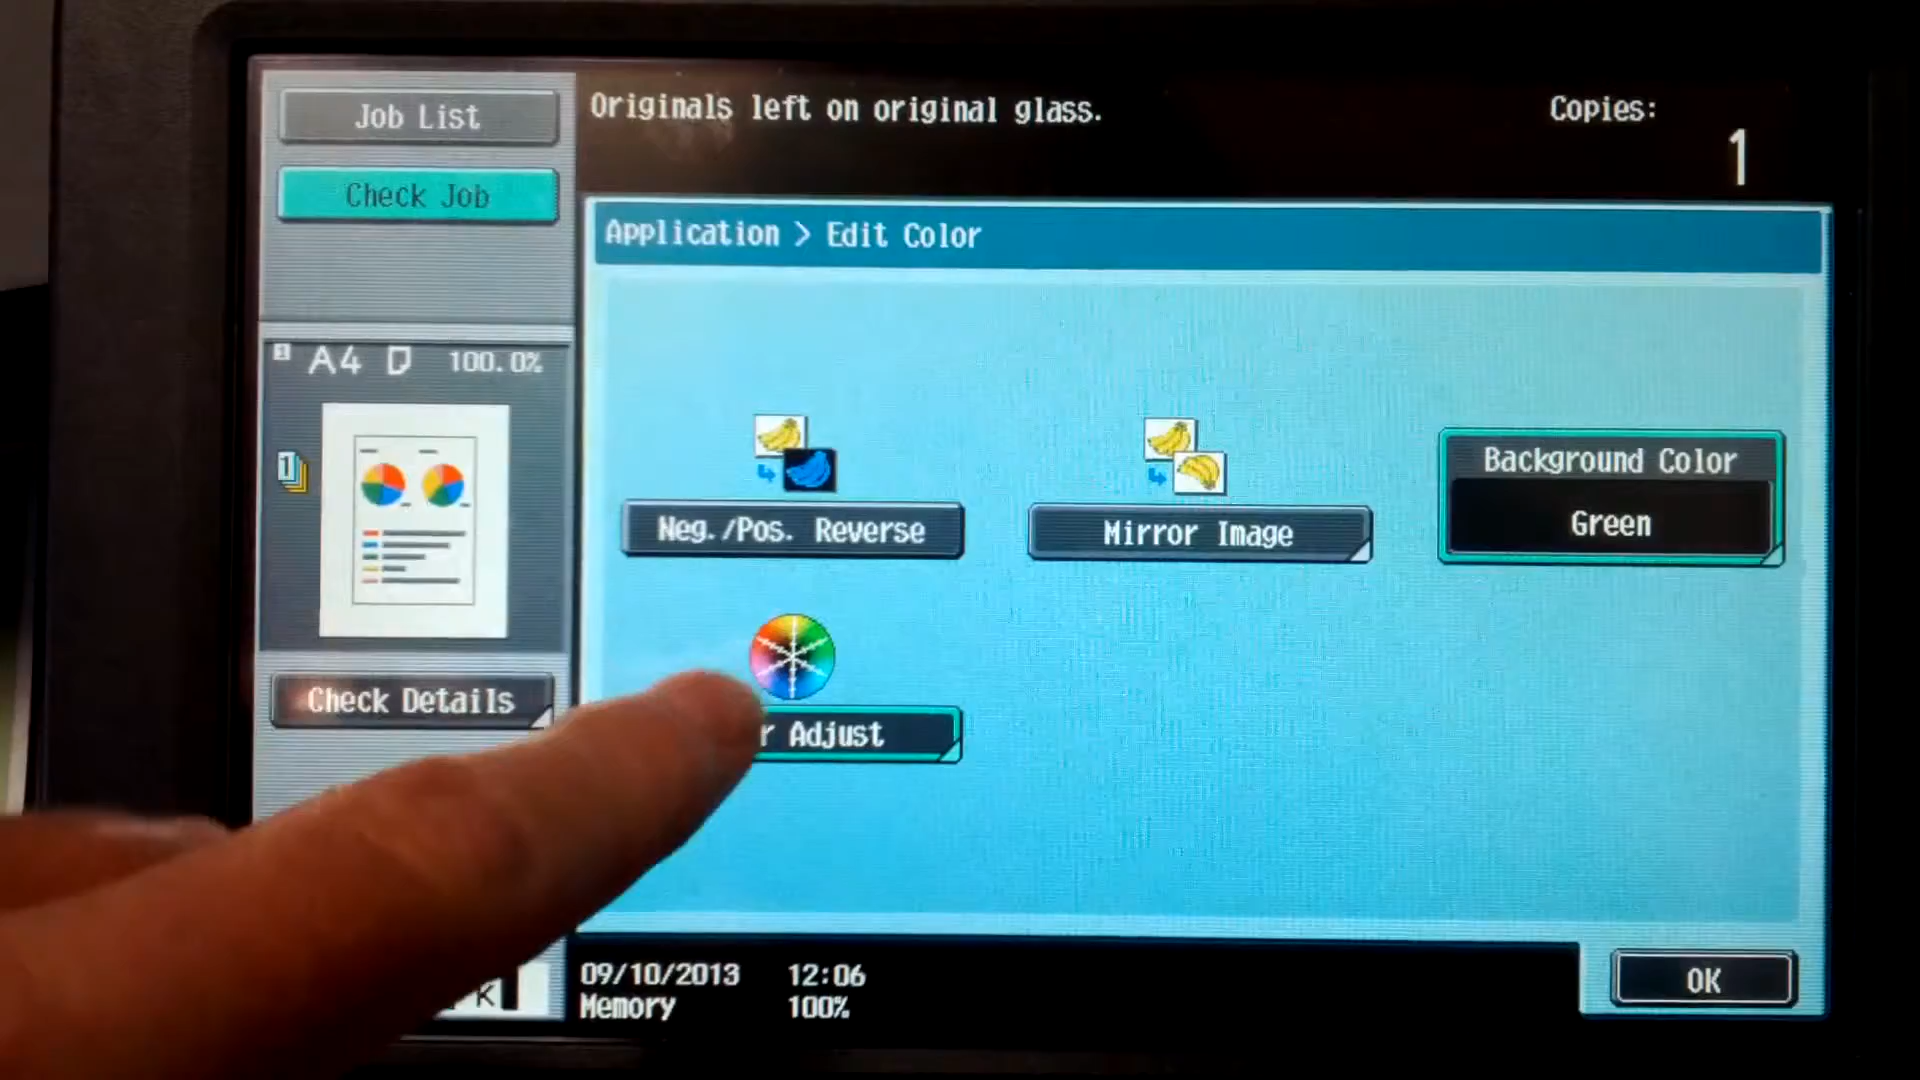 Job List
Check Job
Originals left on original glass.
Copies:
1
Application > Edit Color
A4 100.0%
1
Neg./Pos. Reverse
Mirror Image
Background Color
Green
Adjust
Check Details
K
09/10/2013 12:06
Memory 100%
OK